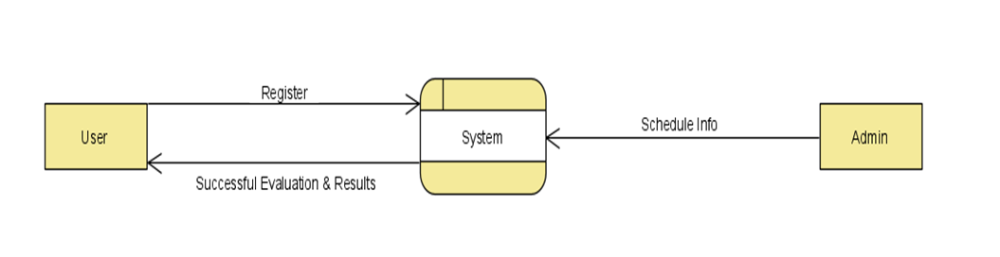 Register
User
System
Schedule Info
Admin
Successful Evaluation & Results